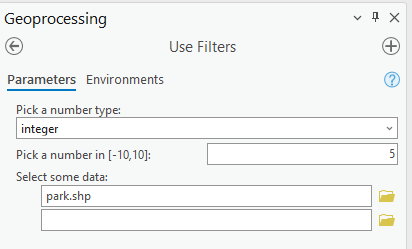 Geoprocessing
Use Filters
Parameters Environments
Pick a number type:
integer
Pick a number in [-10,10]: 5
Select some data:
park.shp